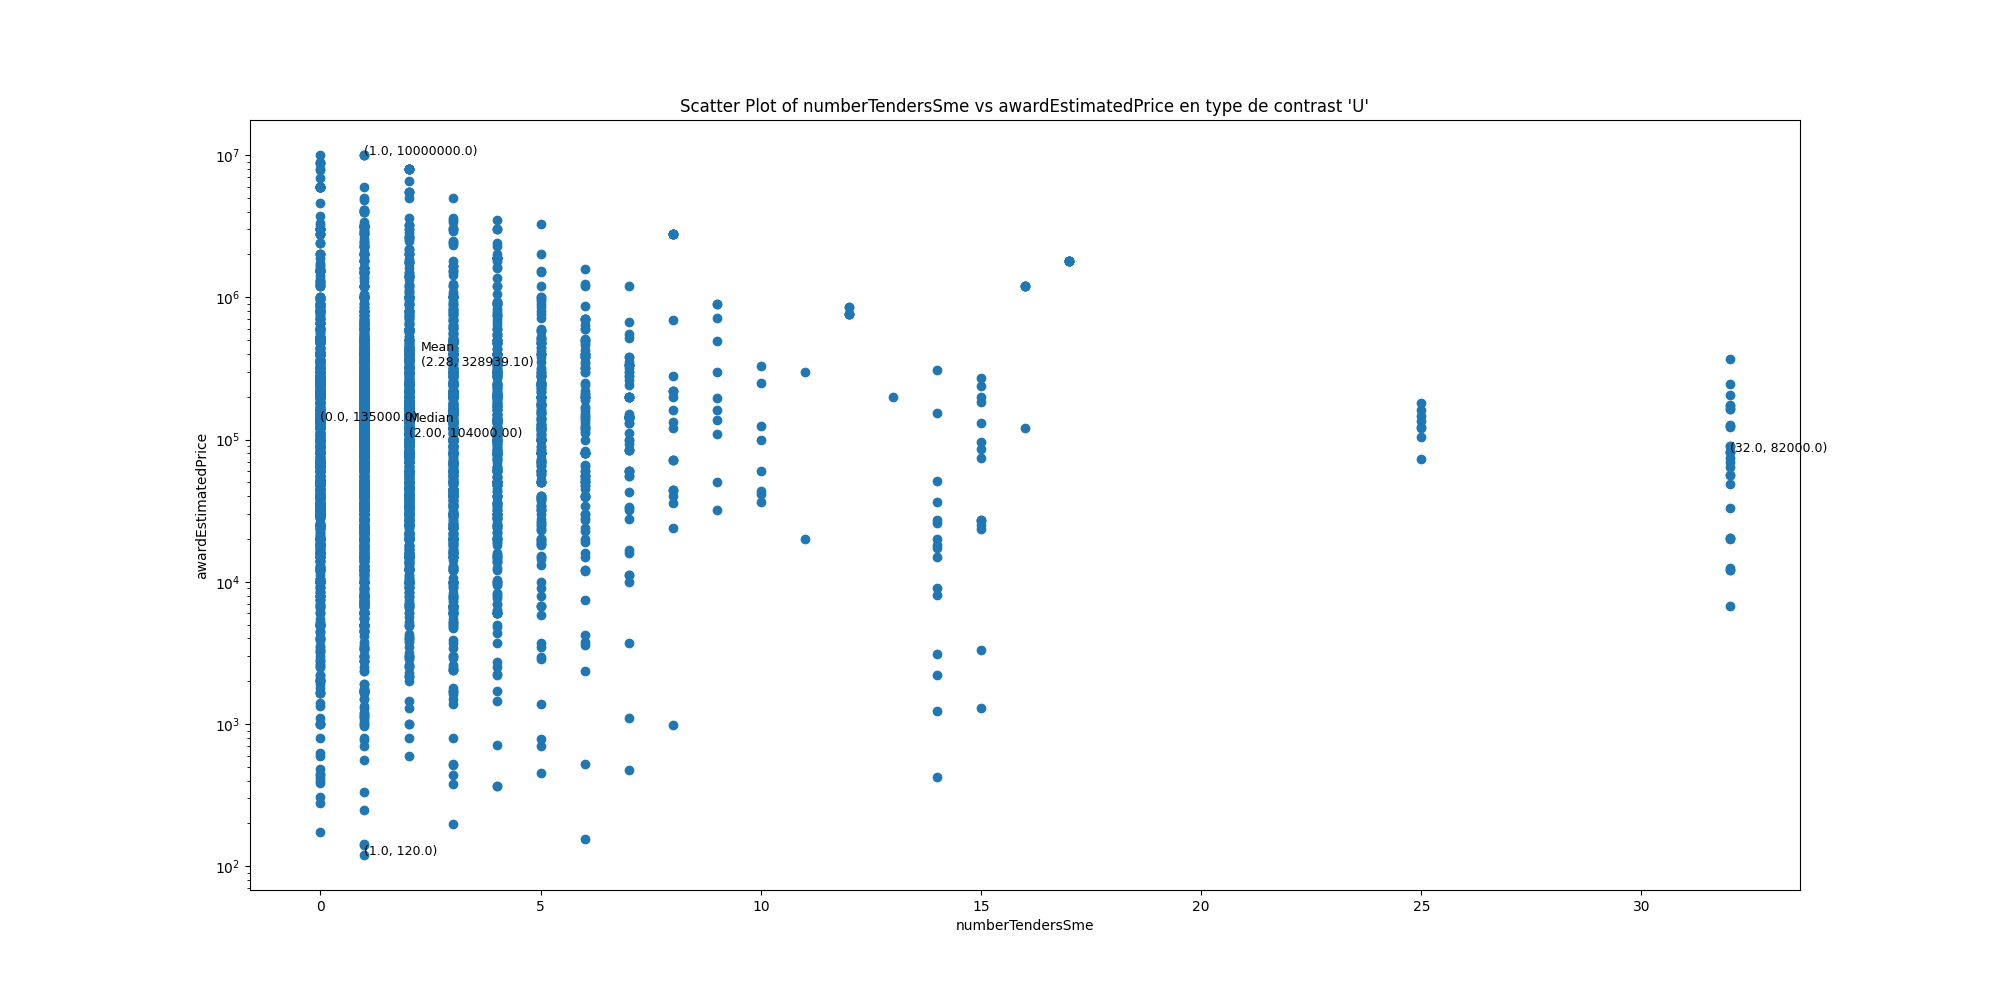 Scatter Plot of numberTendersSme vs awardEstimatedPrice en type de contrast 'U'
awardEstimatedPrice
10^7
10^6
10^5
10^4
10^3
10^2
(1.0, 10000000.0)
Mean
(2.28, 328939.10)
(0.0, 135000.0)
Median
(2.00, 104000.00)
(32.0, 82000.0)
(1.0, 120.0)
0 5 10 15 20 25 30
numberTendersSme